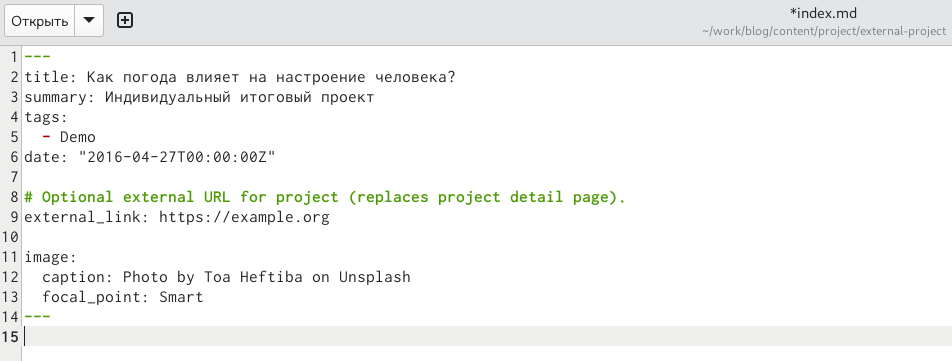 Открыть
*index.md
~/work/blog/content/project/external-project
1 ---
2 title: Как погода влияет на настроение человека?
3 summary: Индивидуальный итоговый проект
4 tags:
5   - Demo
6 date: "2016-04-27T00:00:00Z"
7
8 # Optional external URL for project (replaces project detail page).
9 external_link: https://example.org
10
11 image:
12   caption: Photo by Toa Heftiba on Unsplash
13   focal_point: Smart
14 ---
15